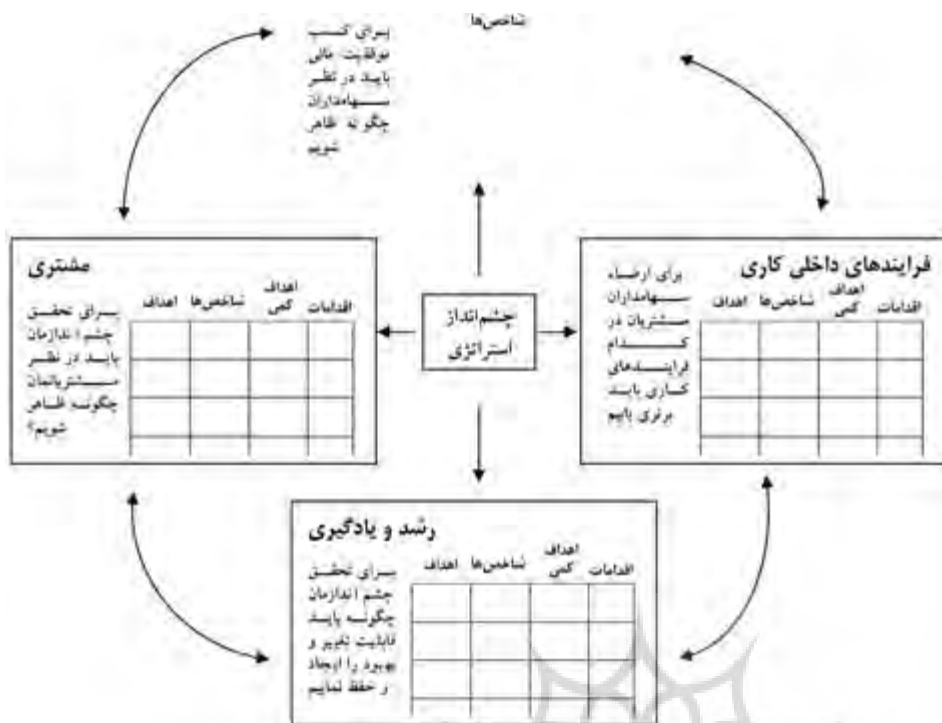 شاخص‌ها
برای کسب
موفقیت مالی
باید در نظر
سهامداران
چگونه ظاهر
شویم
فرایندهای داخلی کاری
برای ارضاء
سهامداران
مشتریان در
کدام
فرایندهای
کاری باید
برتری یابیم
اهداف شاخص‌ها اهداف کمی اقدامات
چشم‌انداز
استراتژی
مشتری
برای تحقق
چشم اندازمان
باید در نظر
مشتریانمان
چگونه ظاهر
شویم؟
اهداف شاخص‌ها اهداف کمی اقدامات
رشد و یادگیری
برای تحقق
چشم اندازمان
چگونه باید
قابلیت تغییر و
بهبود را ایجاد
و حفظ نماییم
اهداف شاخص‌ها اهداف کمی اقدامات